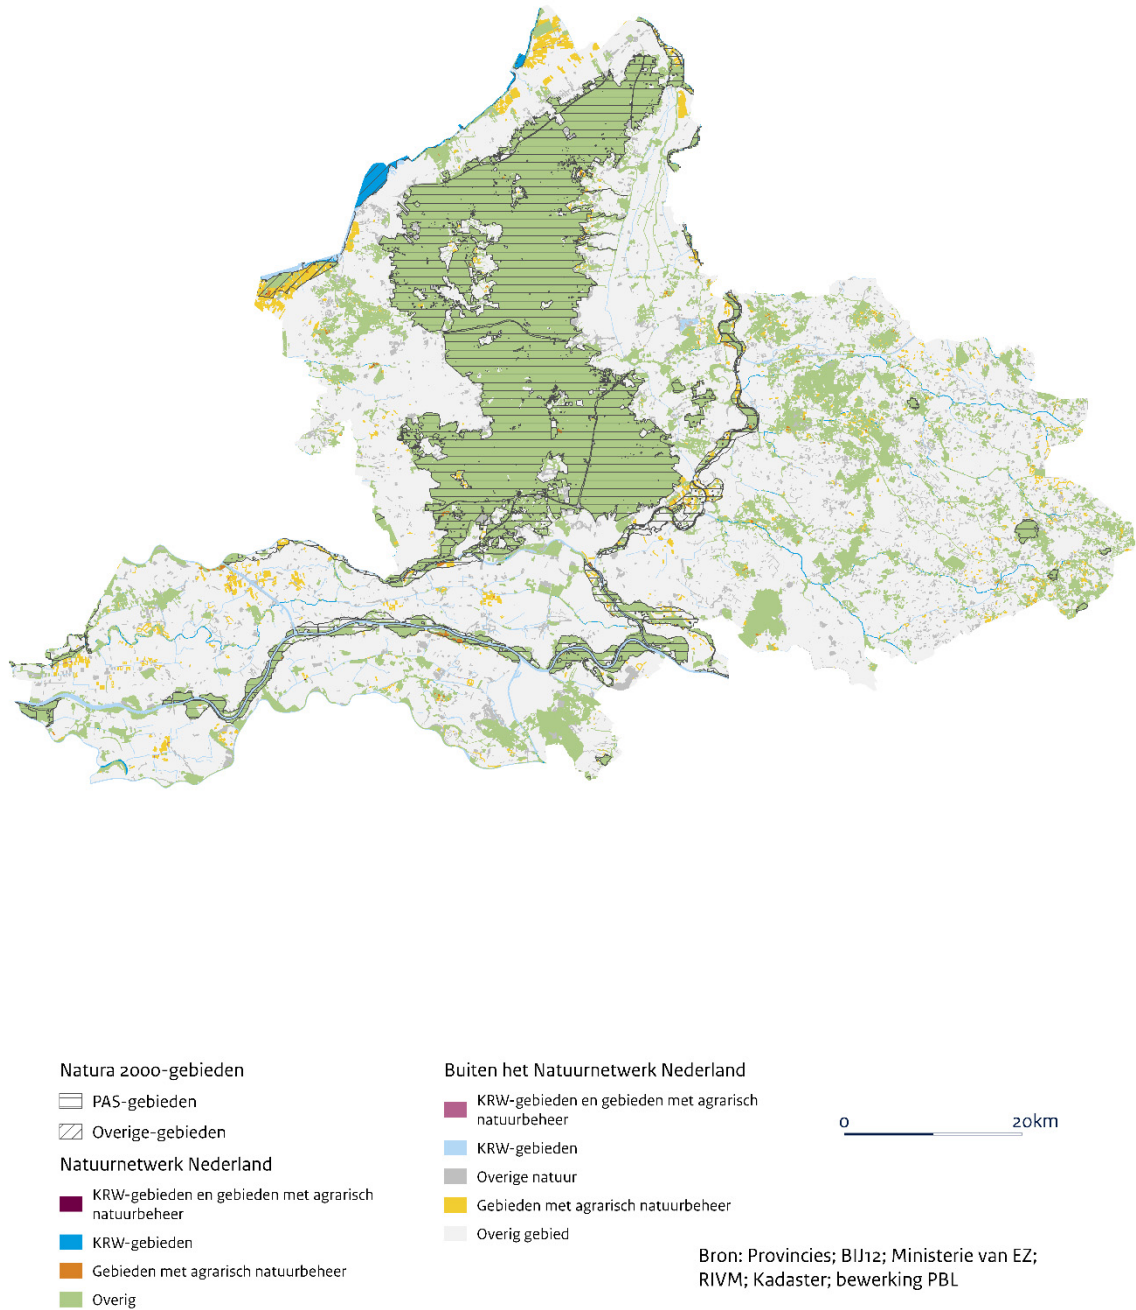 Natura 2000-gebieden
PAS-gebieden
Overige-gebieden
Natuurnetwerk Nederland
KRW-gebieden en gebieden met agrarisch
natuurbeheer
KRW-gebieden
Gebieden met agrarisch natuurbeheer
Overig
Buiten het Natuurnetwerk Nederland
KRW-gebieden en gebieden met agrarisch
natuurbeheer
KRW-gebieden
Overige natuur
Gebieden met agrarisch natuurbeheer
Overig gebied
0 20km
Bron: Provincies; BIJ12; Ministerie van EZ;
RIVM; Kadaster; bewerking PBL